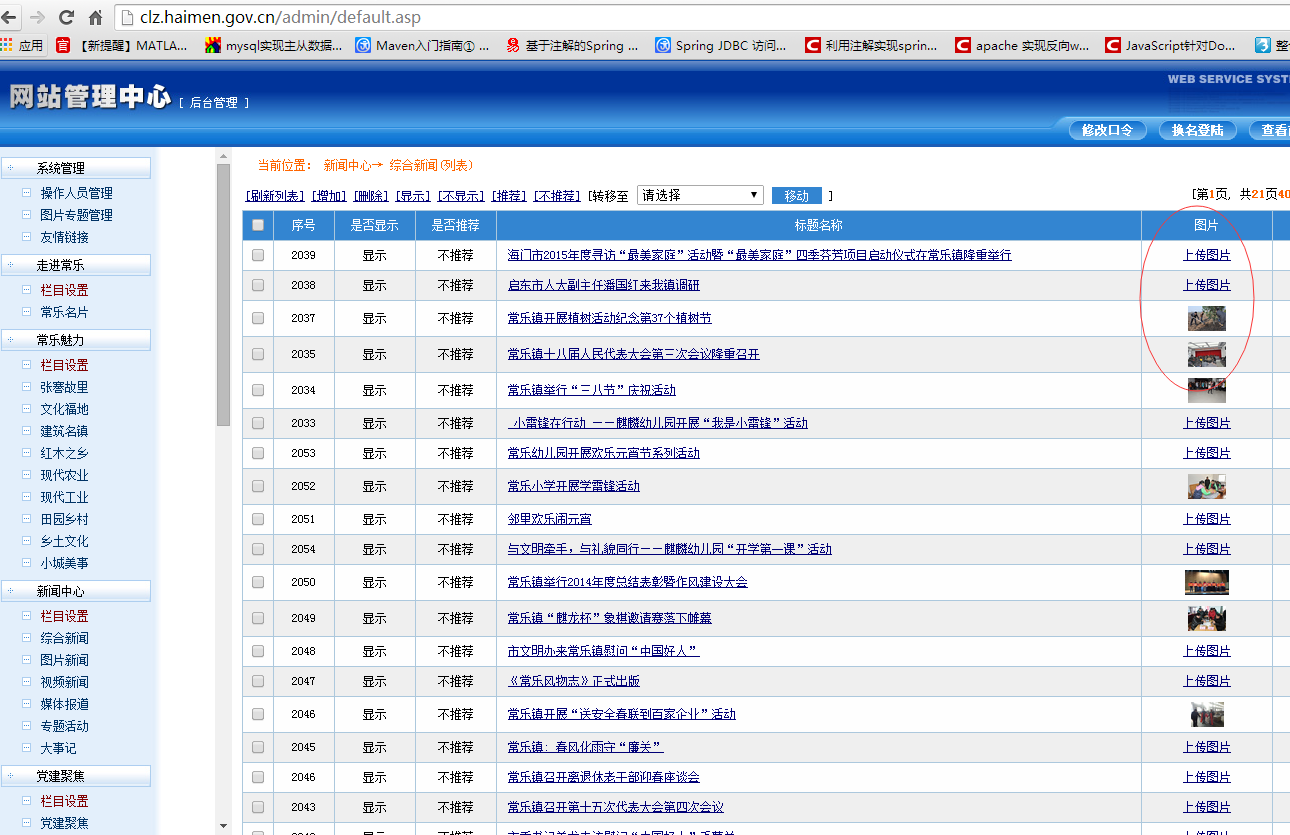 clz.haimen.gov.cn/admin/default.asp
应用 【新提醒】MATLA... mysql实现主从数据... Maven入门指南① ... 基于注解的Spring ... Spring JDBC 访问... 利用注解实现sprin... apache 实现反向w... JavaScript针对Do...
WEB SERVICE SYST
网站管理中心 [ 后台管理 ]
修改口令 换名登陆 查看
系统管理
操作人员管理
图片专题管理
友情链接
走进常乐
栏目设置
常乐名片
常乐魅力
栏目设置
张謇故里
文化福地
建筑名镇
红木之乡
现代农业
现代工业
田园乡村
乡土文化
小城美事
新闻中心
栏目设置
综合新闻
图片新闻
视频新闻
媒体报道
专题活动
大事记
党建聚焦
栏目设置
党建聚焦
当前位置： 新闻中心→ 综合新闻(列表)
[刷新列表] [增加] [删除] [显示] [不显示] [推荐] [不推荐] [转移至 请选择 移动 ]
[第1页, 共21页40
序号 是否显示 是否推荐 标题名称 图片
2039 显示 不推荐 海门市2015年度寻访“最美家庭”活动暨“最美家庭”四季芬芳项目启动仪式在常乐镇隆重举行 上传图片
2038 显示 不推荐 启东市人大副主任潘国红来我镇调研 上传图片
2037 显示 不推荐 常乐镇开展植树活动纪念第37个植树节
2035 显示 不推荐 常乐镇十八届人民代表大会第三次会议隆重召开
2034 显示 不推荐 常乐镇举行“三八节”庆祝活动
2033 显示 不推荐 小雷锋在行动 －－麒麟幼儿园开展“我是小雷锋”活动 上传图片
2053 显示 不推荐 常乐幼儿园开展欢乐元宵节系列活动 上传图片
2052 显示 不推荐 常乐小学开展学雷锋活动
2051 显示 不推荐 邻里欢乐闹元宵 上传图片
2054 显示 不推荐 与文明牵手，与礼貌同行－－麒麟幼儿园“开学第一课”活动 上传图片
2050 显示 不推荐 常乐镇举行2014年度总结表彰暨作风建设大会
2049 显示 不推荐 常乐镇“麒龙杯”象棋邀请赛落下帷幕
2048 显示 不推荐 市文明办来常乐镇慰问“中国好人” 上传图片
2047 显示 不推荐 《常乐风物志》正式出版 上传图片
2046 显示 不推荐 常乐镇开展“送安全春联到百家企业”活动
2045 显示 不推荐 常乐镇：春风化雨守“廉关” 上传图片
2046 显示 不推荐 常乐镇召开离退休老干部迎春座谈会 上传图片
2043 显示 不推荐 常乐镇召开第十五次代表大会第四次会议 上传图片